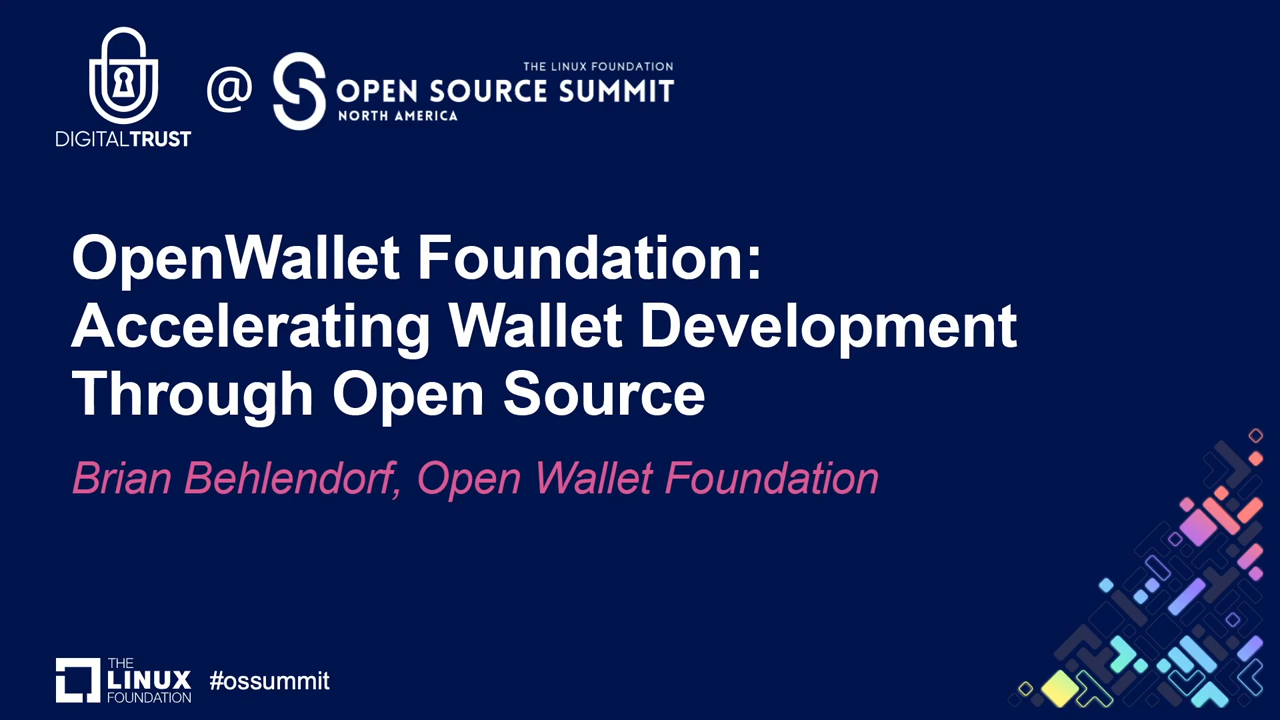 DIGITALTRUST
@
THE LINUX FOUNDATION
OPEN SOURCE SUMMIT
NORTH AMERICA
OpenWallet Foundation:
Accelerating Wallet Development
Through Open Source
Brian Behlendorf, Open Wallet Foundation
THE
LINUX
FOUNDATION
#ossummit